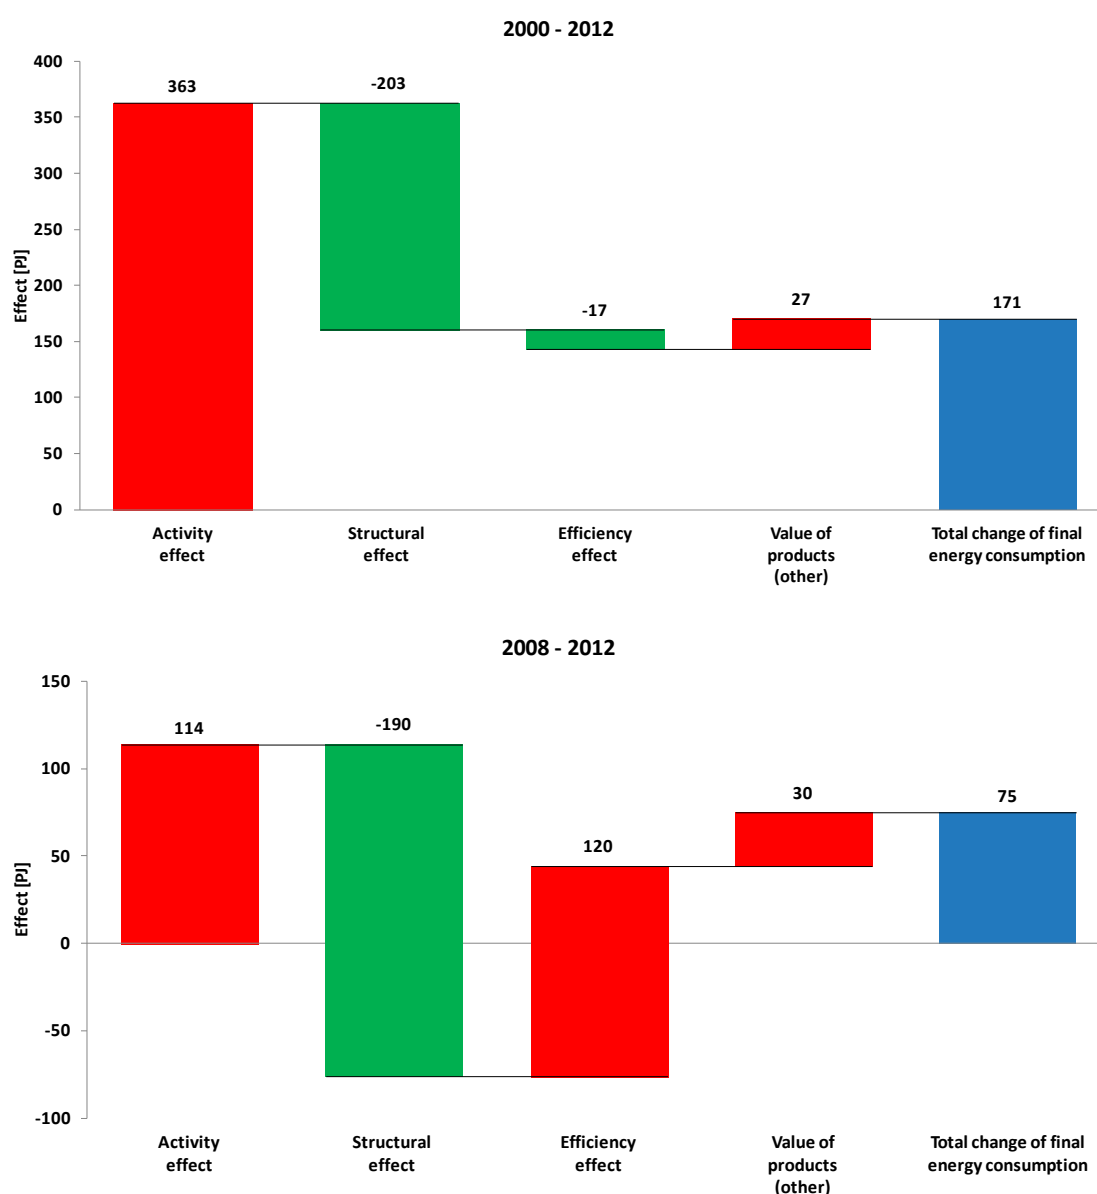 2000 - 2012
Effect [PJ]
400
350
300
250
200
150
100
50
0
363
-203
-17
27
171
Activity
effect
Structural
effect
Efficiency
effect
Value of
products
(other)
Total change of final
energy consumption
2008 - 2012
Effect [PJ]
150
100
50
0
-50
-100
114
-190
120
30
75
Activity
effect
Structural
effect
Efficiency
effect
Value of
products
(other)
Total change of final
energy consumption